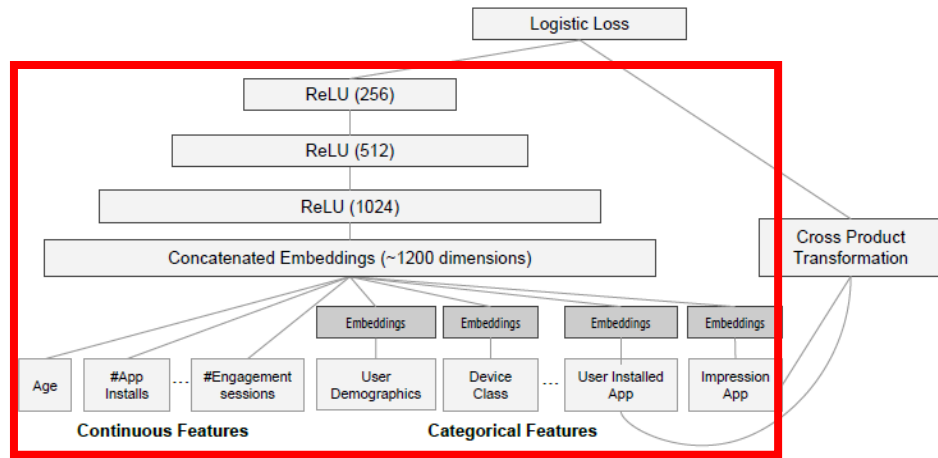 Logistic Loss
ReLU (256)
ReLU (512)
ReLU (1024)
Concatenated Embeddings (~1200 dimensions)
Cross Product
Transformation
Embeddings
Embeddings
Embeddings
Embeddings
Age
#App
Installs
...
#Engagement
sessions
User
Demographics
Device
Class
...
User Installed
App
Impression
App
Continuous Features
Categorical Features